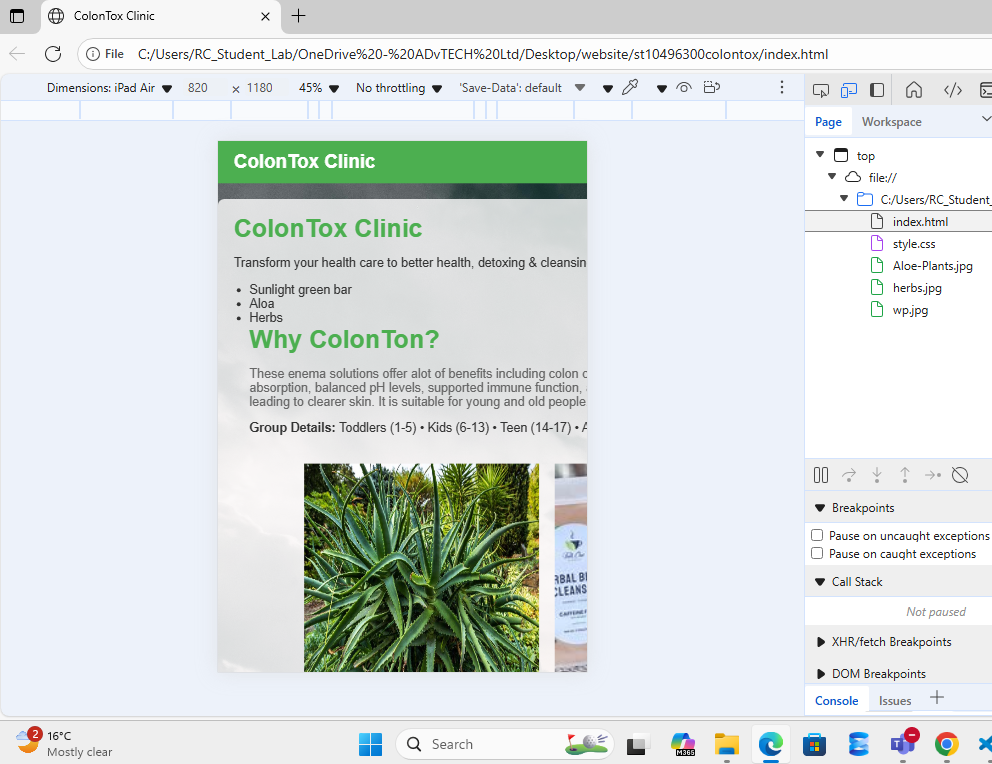 ColonTox Clinic
File
C:/Users/RC_Student_Lab/OneDrive%20-%20ADvTECH%20Ltd/Desktop/website/st10496300colontox/index.html
Dimensions: iPad Air 820 × 1180 45% No throttling 'Save-Data': default
Page Workspace
top
file://
C:/Users/RC_Student_
index.html
style.css
Aloe-Plants.jpg
herbs.jpg
wp.jpg
ColonTox Clinic
ColonTox Clinic
Transform your health care to better health, detoxing & cleansin
• Sunlight green bar
• Aloa
• Herbs
Why ColonTon?
These enema solutions offer alot of benefits including colon c
absorption, balanced pH levels, supported immune function,
leading to clearer skin. It is suitable for young and old people
Group Details: Toddlers (1-5) • Kids (6-13) • Teen (14-17) • A
RBAL BL
CLEANS
CAFFEINE F
Breakpoints
Pause on uncaught exceptions
Pause on caught exceptions
Call Stack
Not paused
XHR/fetch Breakpoints
DOM Breakpoints
Console Issues
2
16°C
Mostly clear
Search
M365